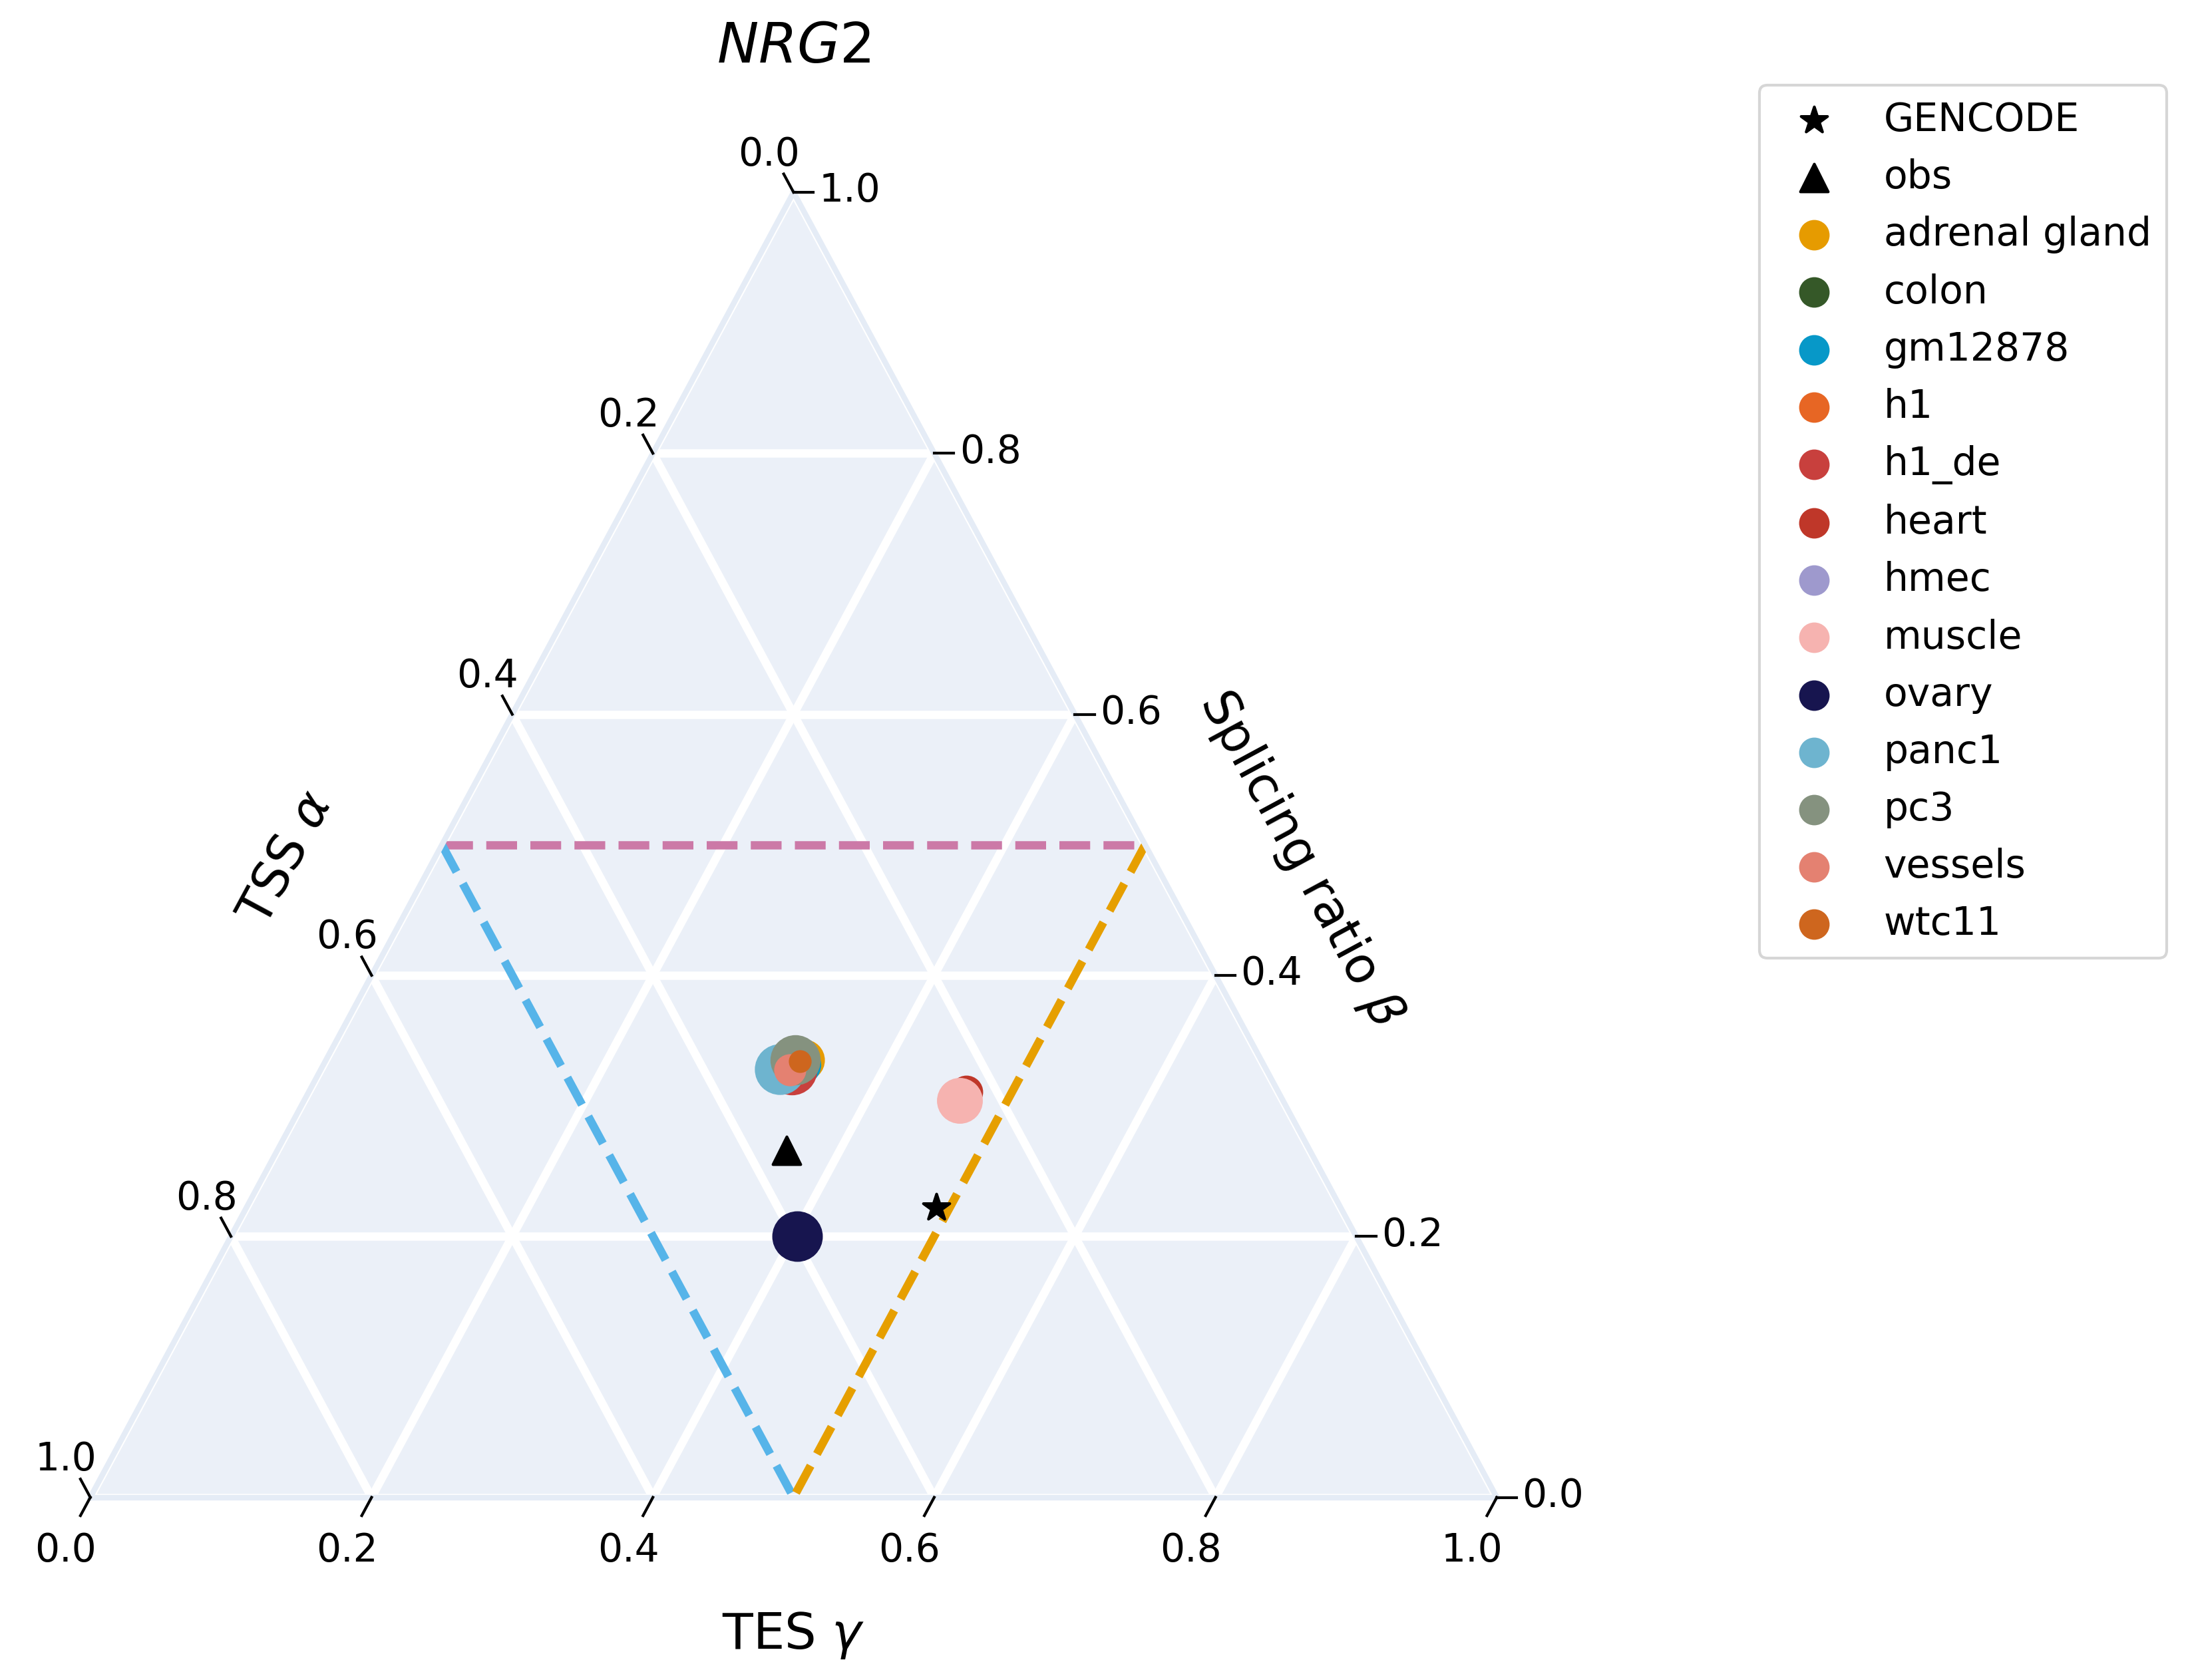 NRG2
0.0
1.0
0.2
0.8
0.4
0.6
0.6
0.4
0.8
0.2
1.0
0.0
0.0
0.2
0.4
0.6
0.8
1.0
TSS α
Splicing ratio β
TES γ
GENCODE
obs
adrenal gland
colon
gm12878
h1
h1_de
heart
hmec
muscle
ovary
panc1
pc3
vessels
wtc11